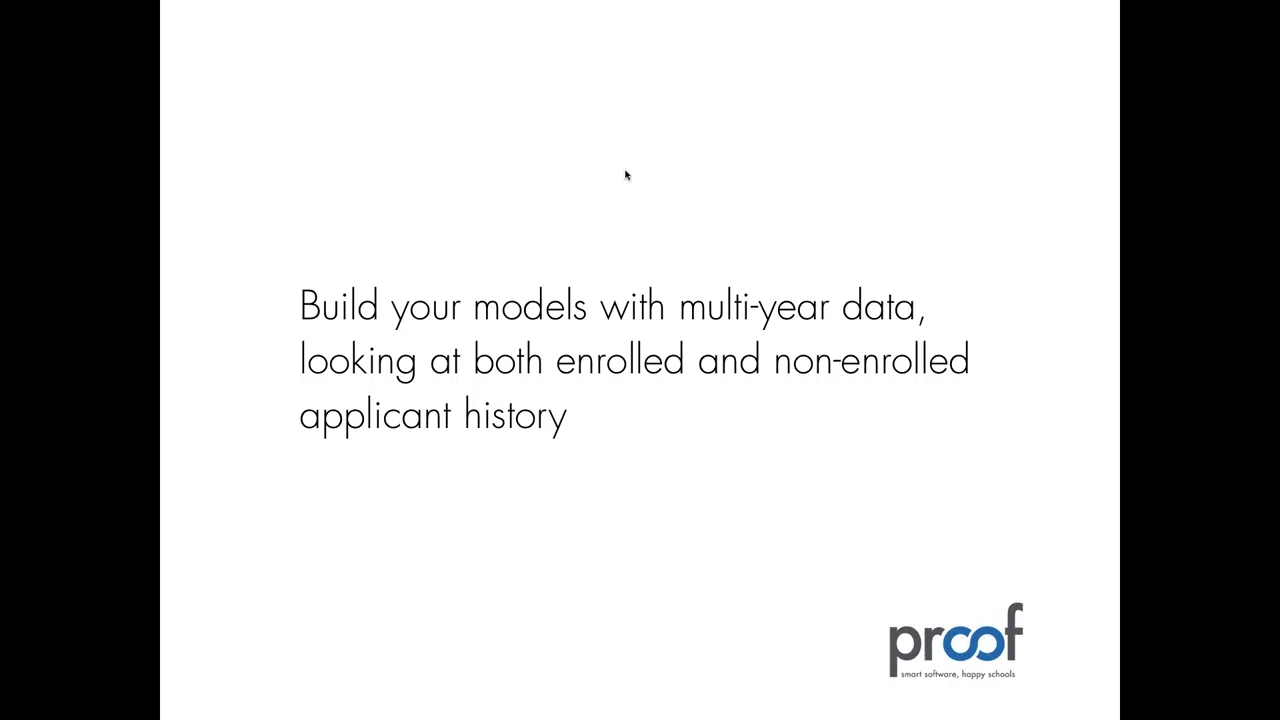 Build your models with multi-year data,
looking at both enrolled and non-enrolled
applicant history
proof
smart software, happy schools